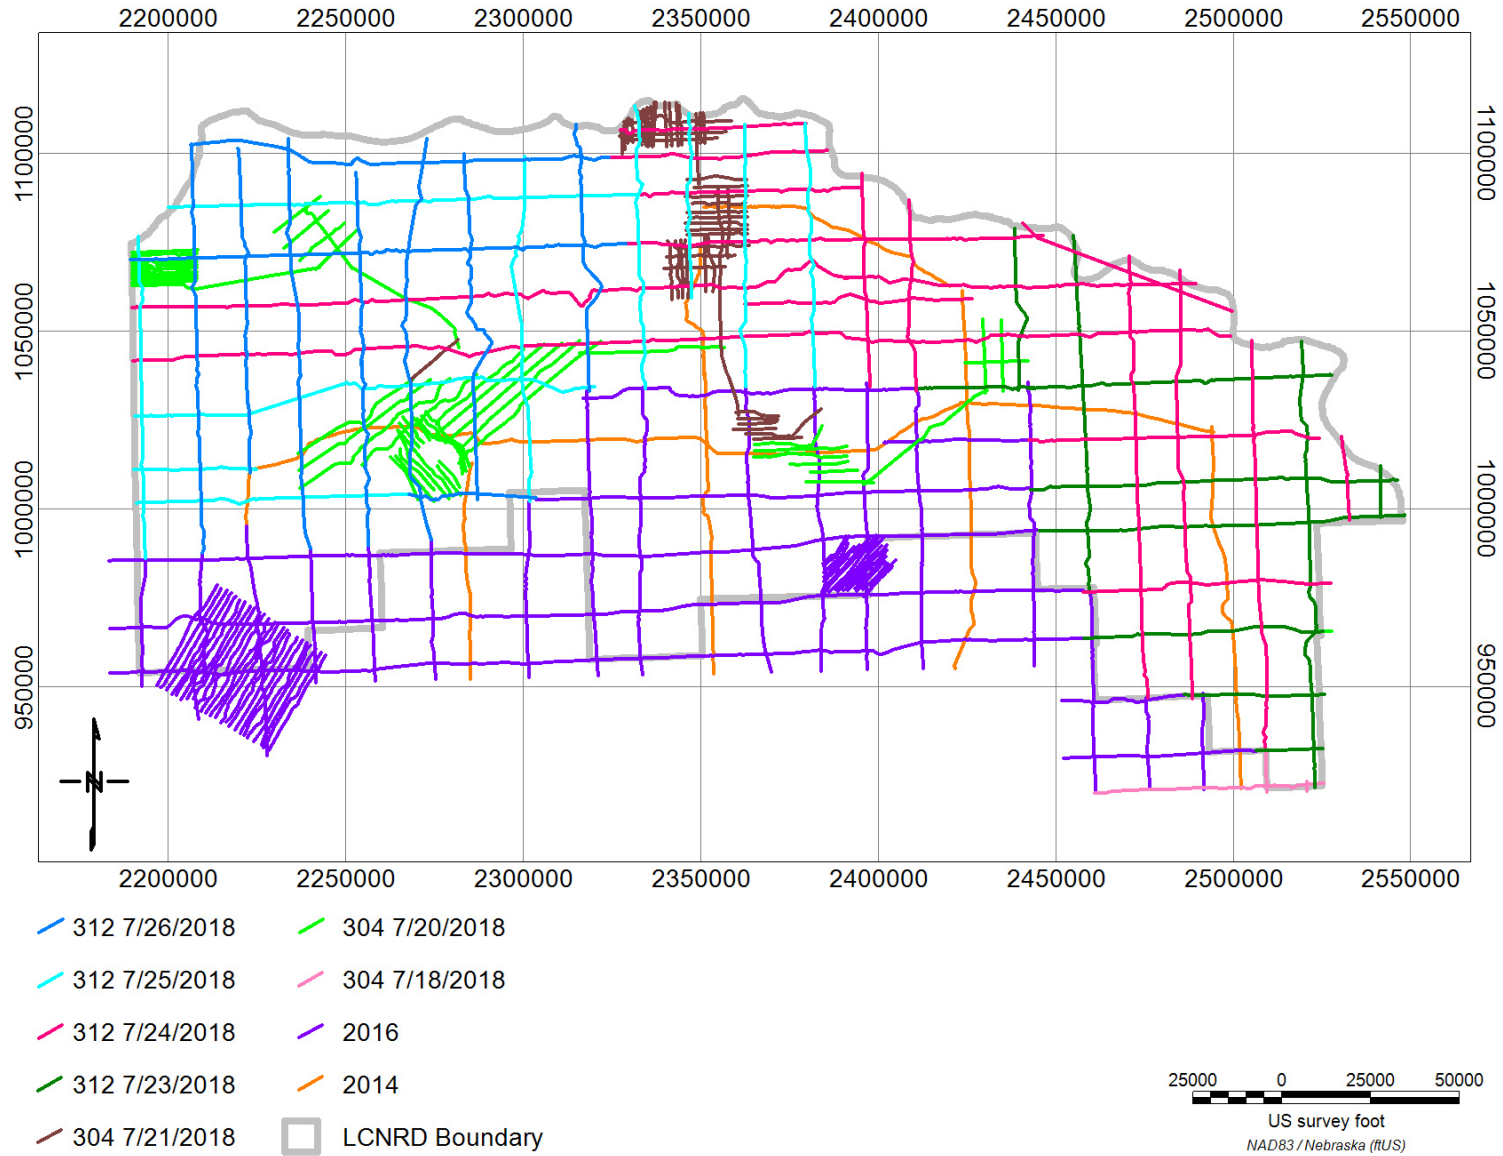 2200000 2250000 2300000 2350000 2400000 2450000 2500000 2550000
1100000 1100000
1050000 1050000
1000000 1000000
950000 950000
N
2200000 2250000 2300000 2350000 2400000 2450000 2500000 2550000
312 7/26/2018 304 7/20/2018
312 7/25/2018 304 7/18/2018
312 7/24/2018 2016
312 7/23/2018 2014
304 7/21/2018 LCNRD Boundary
25000 0 25000 50000
US survey foot
NAD83 / Nebraska (ftUS)